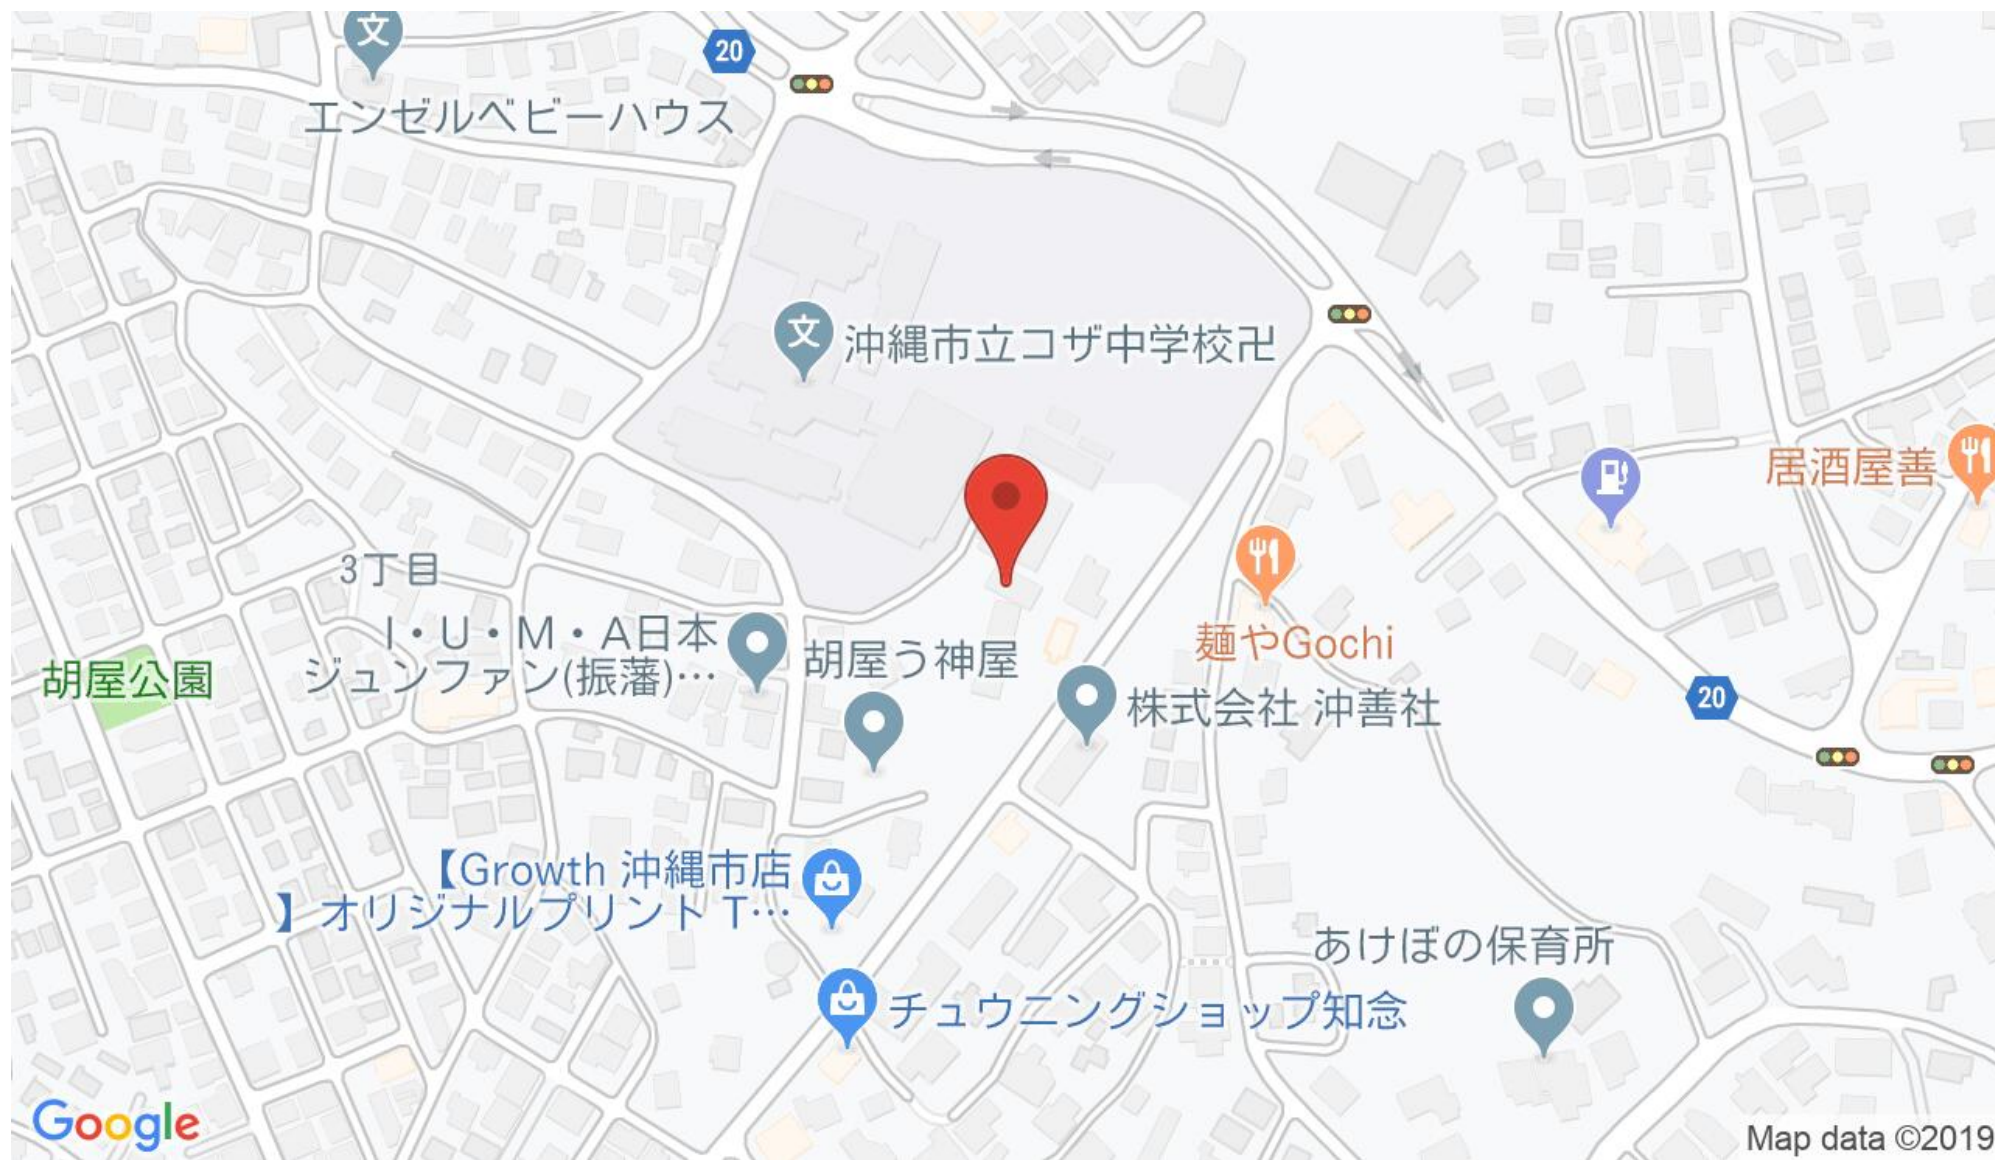 文
20
エンゼルベビーハウス
文
沖縄市立コザ中学校卍
居酒屋善
3丁目
I・U・M・A日本
ジュンファン(振藩)…
胡屋う神屋
麺やGochi
胡屋公園
株式会社 沖善社
20
【Growth 沖縄市店
】オリジナルプリント T…
あけぼの保育所
チュウニングショップ知念
Google
Map data ©2019